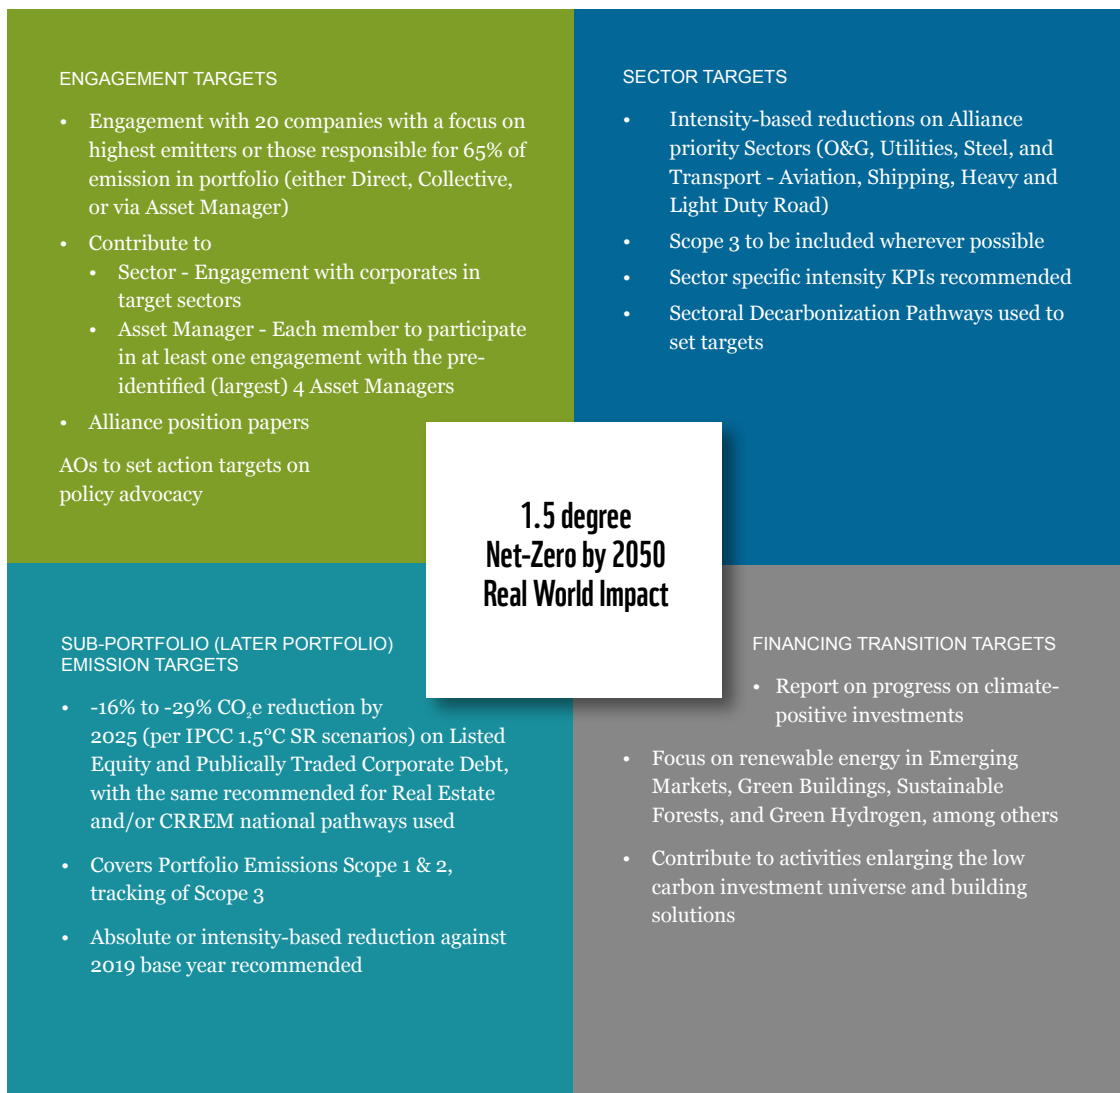 ENGAGEMENT TARGETS
• Engagement with 20 companies with a focus on
highest emitters or those responsible for 65% of
emission in portfolio (either Direct, Collective,
or via Asset Manager)
• Contribute to
• Sector - Engagement with corporates in
target sectors
• Asset Manager - Each member to participate
in at least one engagement with the pre-
identified (largest) 4 Asset Managers
• Alliance position papers
AOs to set action targets on
policy advocacy
SECTOR TARGETS
• Intensity-based reductions on Alliance
priority Sectors (O&G, Utilities, Steel, and
Transport - Aviation, Shipping, Heavy and
Light Duty Road)
• Scope 3 to be included wherever possible
• Sector specific intensity KPIs recommended
• Sectoral Decarbonization Pathways used to
set targets
1.5 degree
Net-Zero by 2050
Real World Impact
SUB-PORTFOLIO (LATER PORTFOLIO)
EMISSION TARGETS
• -16% to -29% CO₂e reduction by
2025 (per IPCC 1.5°C SR scenarios) on Listed
Equity and Publically Traded Corporate Debt,
with the same recommended for Real Estate
and/or CRREM national pathways used
• Covers Portfolio Emissions Scope 1 & 2,
tracking of Scope 3
• Absolute or intensity-based reduction against
2019 base year recommended
FINANCING TRANSITION TARGETS
• Report on progress on climate-
positive investments
• Focus on renewable energy in Emerging
Markets, Green Buildings, Sustainable
Forests, and Green Hydrogen, among others
• Contribute to activities enlarging the low
carbon investment universe and building
solutions